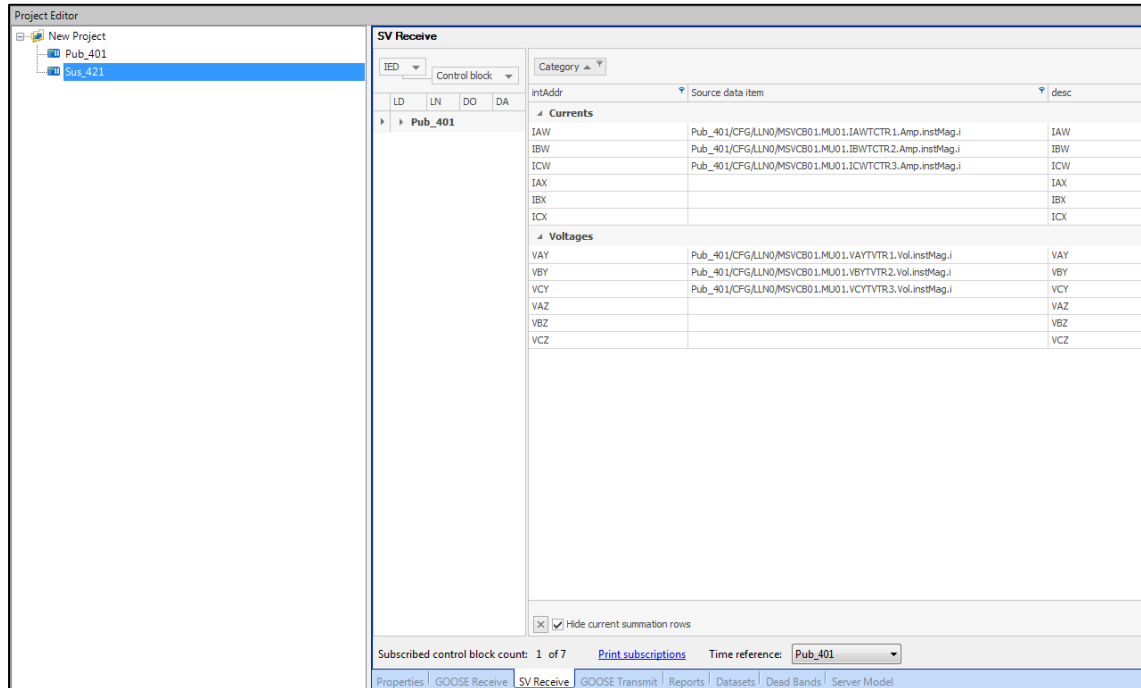 Project Editor
New Project
Pub_401
Sus_421
SV Receive
IED
Control block
LD LN DO DA
Pub_401
Category
intAddr Source data item desc
Currents
IAW Pub_401/CFG/LLN0/MSVCB01.MU01.IAWTCTR1.Amp.instMag.i IAW
IBW Pub_401/CFG/LLN0/MSVCB01.MU01.IBWTCTR2.Amp.instMag.i IBW
ICW Pub_401/CFG/LLN0/MSVCB01.MU01.ICWTCTR3.Amp.instMag.i ICW
IAX IAX
IBX IBX
ICX ICX
Voltages
VAY Pub_401/CFG/LLN0/MSVCB01.MU01.VAYTVTR1.Vol.instMag.i VAY
VBY Pub_401/CFG/LLN0/MSVCB01.MU01.VBYTVTR2.Vol.instMag.i VBY
VCY Pub_401/CFG/LLN0/MSVCB01.MU01.VCYTVTR3.Vol.instMag.i VCY
VAZ VAZ
VBZ VBZ
VCZ VCZ
Hide current summation rows
Subscribed control block count: 1 of 7 Print subscriptions Time reference: Pub_401
Properties GOOSE Receive SV Receive GOOSE Transmit Reports Datasets Dead Bands Server Model